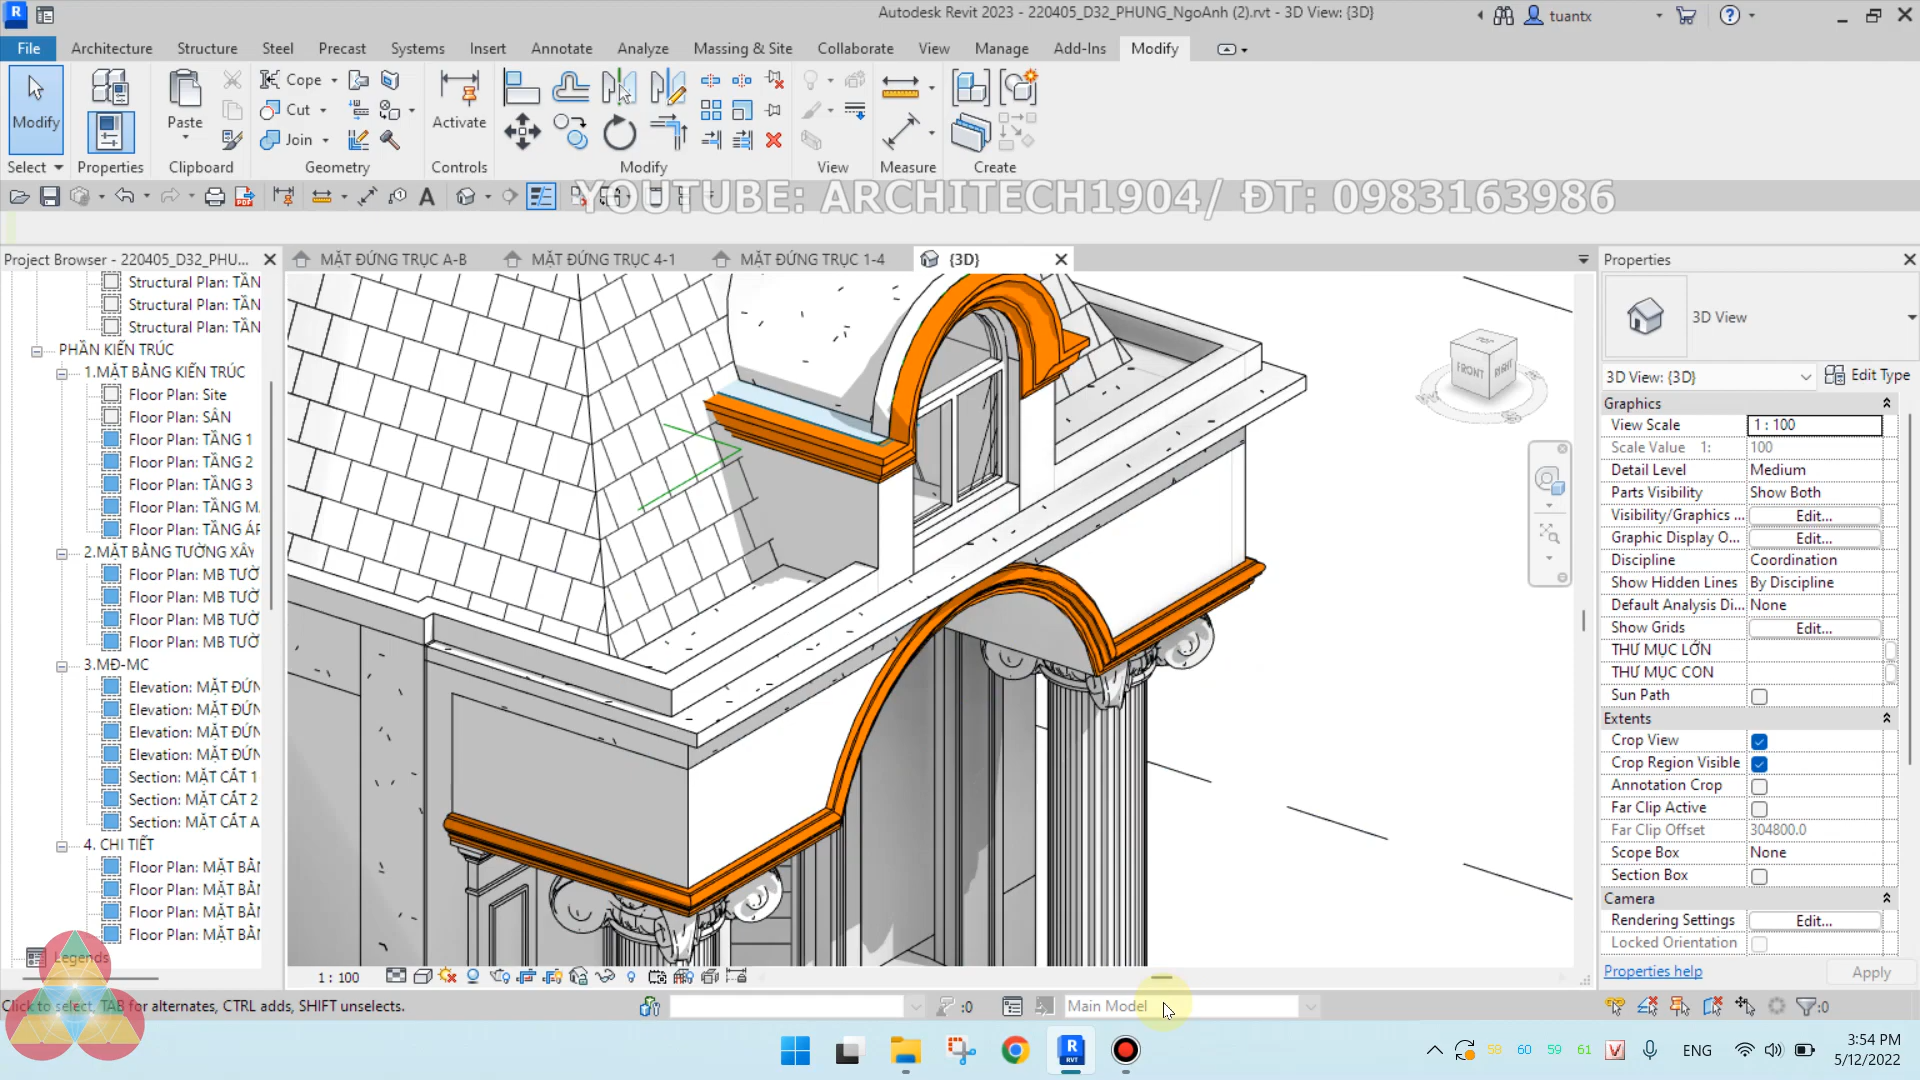 Autodesk Revit 2023 - 220405_D32_PHUNG_NgoAnh (2).rvt - 3D View: {3D}
tuantx
File Architecture Structure Steel Precast Systems Insert Annotate Analyze Massing & Site Collaborate View Manage Add-Ins Modify
Cope
Cut
Join
Modify
Paste
Activate
Select Properties Clipboard Geometry Controls Modify View Measure Create
YOUTUBE: ARCHITECH1904/ ĐT: 0983163986
Project Browser - 220405_D32_PHU...
MẶT ĐỨNG TRỤC A-B
MẶT ĐỨNG TRỤC 4-1
MẶT ĐỨNG TRỤC 1-4
{3D}
Structural Plan: TẦN
Structural Plan: TẦN
Structural Plan: TẦN
PHẦN KIẾN TRÚC
1.MẶT BẰNG KIẾN TRÚC
Floor Plan: Site
Floor Plan: SÂN
Floor Plan: TẦNG 1
Floor Plan: TẦNG 2
Floor Plan: TẦNG 3
Floor Plan: TẦNG M
Floor Plan: TẦNG ÁP
2.MẶT BẰNG TƯỜNG XÂY
Floor Plan: MB TƯỜ
Floor Plan: MB TƯỜ
Floor Plan: MB TƯỜ
Floor Plan: MB TƯỜ
3.MĐ-MC
Elevation: MẶT ĐỨN
Elevation: MẶT ĐỨN
Elevation: MẶT ĐỨN
Elevation: MẶT ĐỨN
Section: MẶT CẮT 1
Section: MẶT CẮT 2
Section: MẶT CẮT A
4. CHI TIẾT
Floor Plan: MẶT BẰN
Floor Plan: MẶT BẰN
Floor Plan: MẶT BẰN
Floor Plan: MẶT BẰN
Legends
TOP
FRONT
RIGHT
Properties
3D View
3D View: {3D} Edit Type
Graphics
View Scale 1 : 100
Scale Value 1: 100
Detail Level Medium
Parts Visibility Show Both
Visibility/Graphics ... Edit...
Graphic Display O... Edit...
Discipline Coordination
Show Hidden Lines By Discipline
Default Analysis Di... None
Show Grids Edit...
THƯ MỤC LỚN
THƯ MỤC CON
Sun Path
Extents
Crop View
Crop Region Visible
Annotation Crop
Far Clip Active
Far Clip Offset 304800.0
Scope Box None
Section Box
Camera
Rendering Settings Edit...
Locked Orientation
Properties help Apply
1 : 100
Click to select, TAB for alternates, CTRL adds, SHIFT unselects.
:0
Main Model
:0
58 60 59 61
ENG
3:54 PM
5/12/2022